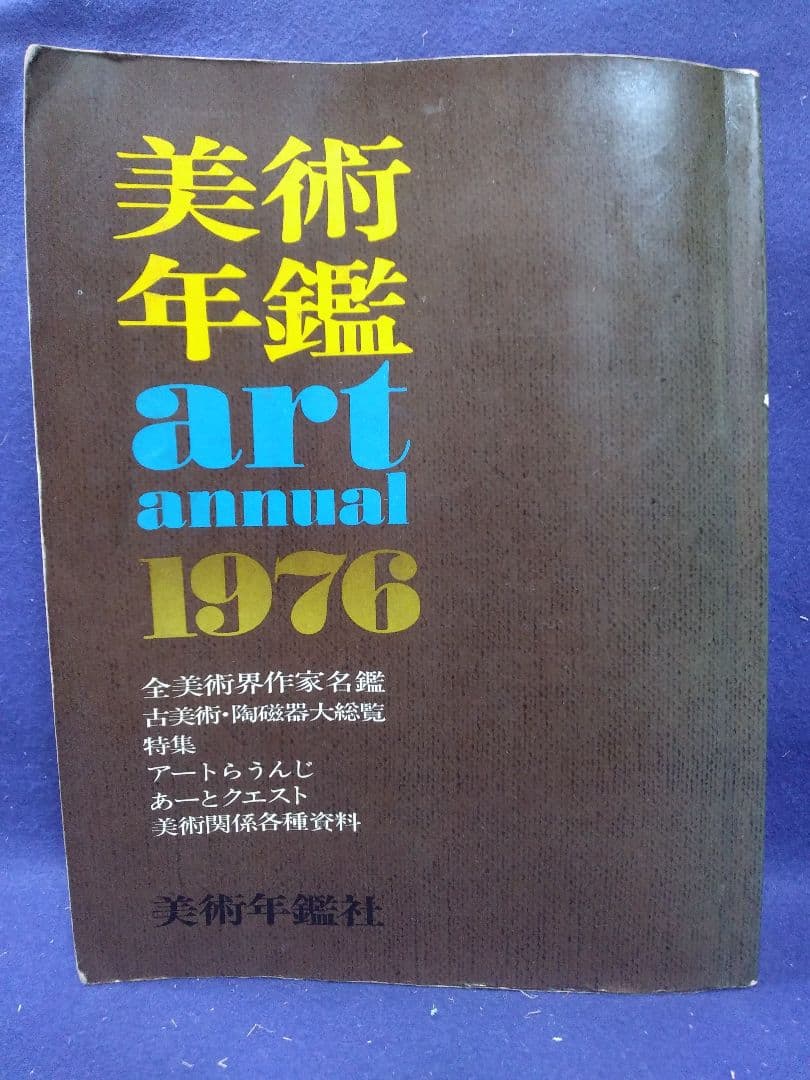 美術
年鑑
art
annual
1976
全美術界作家名鑑
古美術・陶磁器大総覧
特集
アートらうんじ
あーとクエスト
美術関係各種資料
美術年鑑社